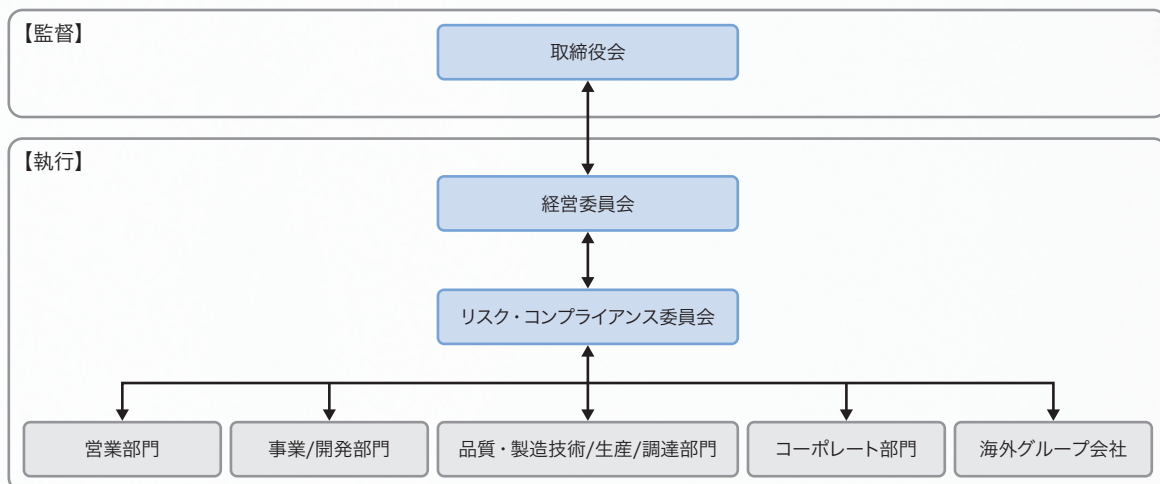 【監督】
取締役会
【執行】
経営委員会
リスク・コンプライアンス委員会
営業部門
事業/開発部門
品質・製造技術/生産/調達部門
コーポレート部門
海外グループ会社